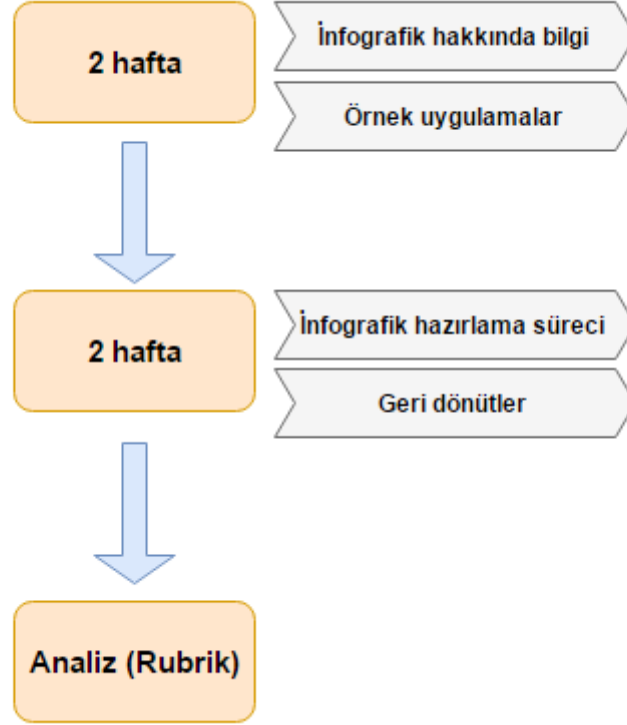 2 hafta
İnfografik hakkında bilgi
Örnek uygulamalar
2 hafta
İnfografik hazırlama süreci
Geri dönütler
Analiz (Rubrik)